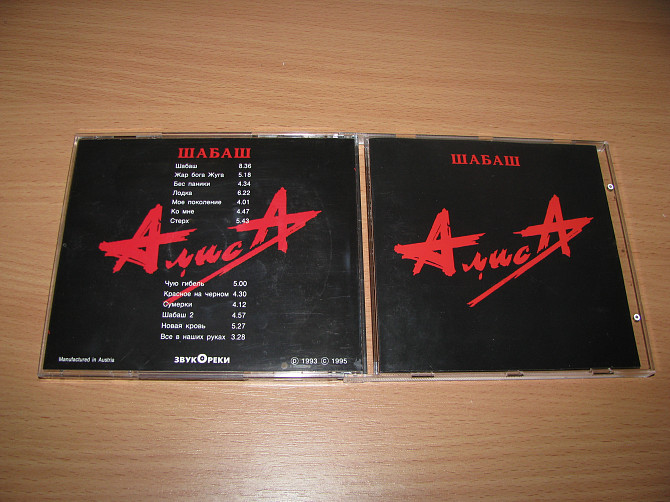 ШАБАШ
Шабаш 8.36
Жар бога Жуга 5.18
Бес паники 4.34
Лодка 6.22
Мое поколение 4.01
Ко мне 4.47
Стерх 5.43
АлисА
Чую гибель 5.00
Красное на черном 4.30
Сумерки 4.12
Шабаш 2 4.57
Новая кровь 5.27
Все в наших руках 3.28
Manufactured in Austria
ЗВУКОРЕКИ
℗ 1993 © 1995
ШАБАШ
АлисА